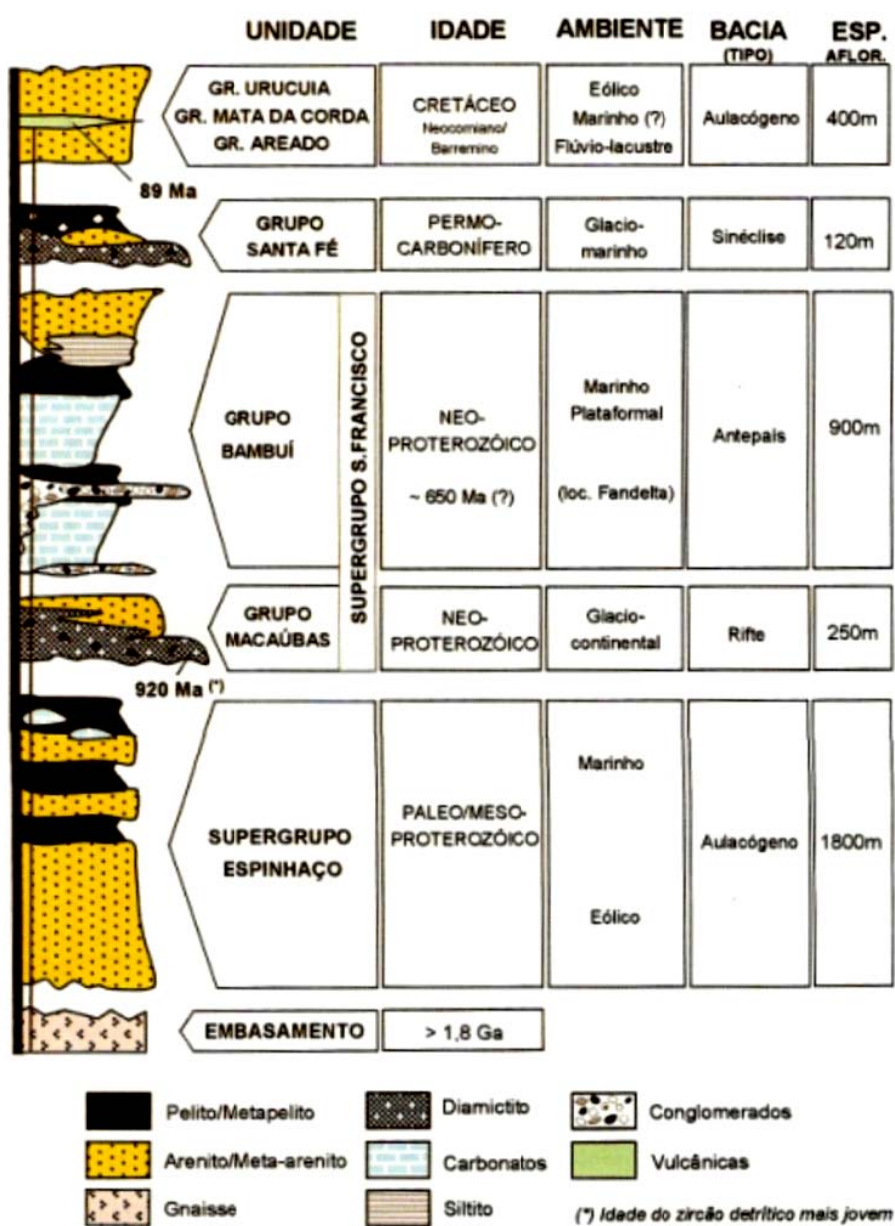 UNIDADE IDADE AMBIENTE BACIA (TIPO) ESP. AFLOR.
GR. URUCUIA
GR. MATA DA CORDA
GR. AREADO
CRETÁCEO
Neocomiano/
Barremino
Eólico
Marinho (?)
Flúvio-lacustre
Aulacógeno
400m
89 Ma
GRUPO
SANTA FÉ
PERMO-
CARBONÍFERO
Glacio-
marinho
Sinéclise
120m
GRUPO
BAMBUÍ
SUPERGRUPO S.FRANCISCO
NEO-
PROTEROZÓICO
~ 650 Ma (?)
Marinho
Plataformal
(loc. Fandelta)
Antepaís
900m
GRUPO
MACAÚBAS
NEO-
PROTEROZÓICO
Glacio-
continental
Rifte
250m
920 Ma (*)
SUPERGRUPO
ESPINHAÇO
PALEO/MESO-
PROTEROZÓICO
Marinho
Eólico
Aulacógeno
1800m
EMBASAMENTO
> 1,8 Ga
Pelito/Metapelito
Diamictito
Conglomerados
Arenito/Meta-arenito
Carbonatos
Vulcânicas
Gnaisse
Siltito
(*) Idade do zircão detrítico mais jovem